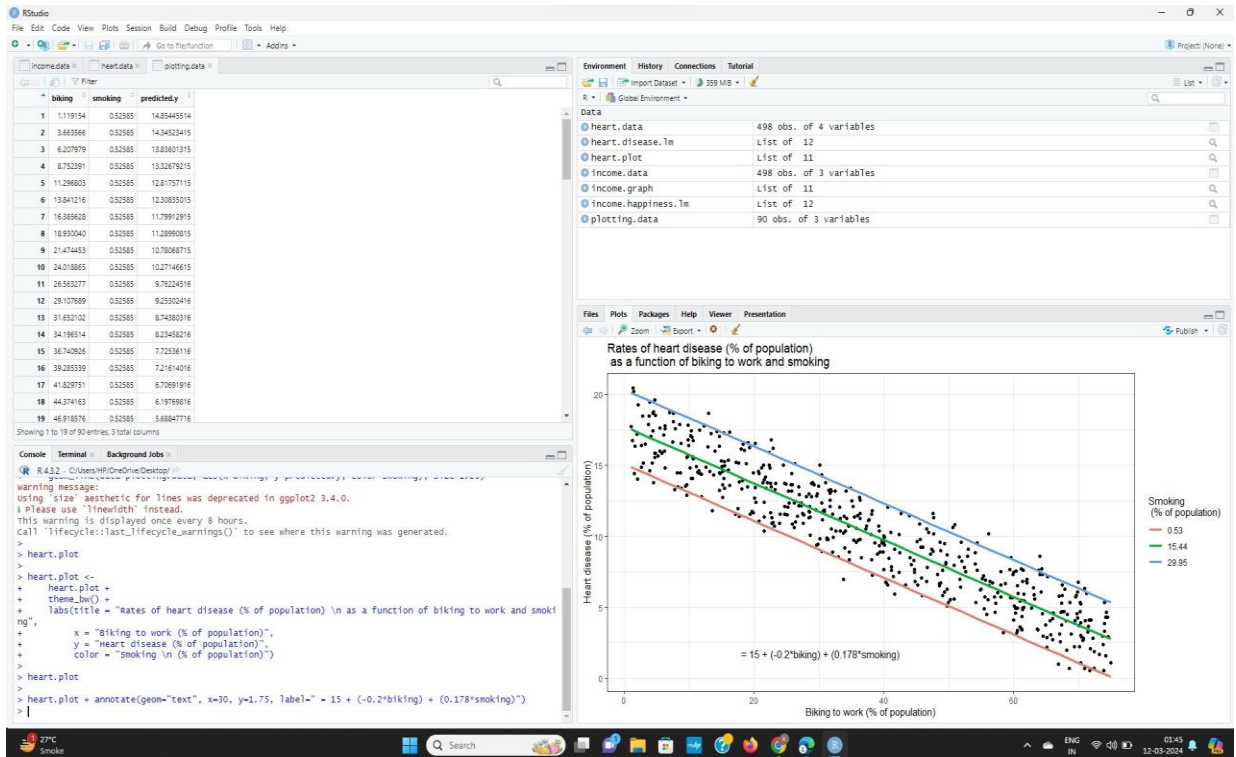 RStudio
File Edit Code View Plots Session Build Debug Profile Tools Help
Go to file/function Addins Project: (None)
income.data heart.data plotting.data
Filter
biking smoking predicted.y
1 1.119154 0.52585 14.85445514
2 3.663566 0.52585 14.34523415
3 6.207979 0.52585 13.83601315
4 8.752391 0.52585 13.32679215
5 11.296803 0.52585 12.81757115
6 13.841216 0.52585 12.30835015
7 16.385628 0.52585 11.79912915
8 18.930040 0.52585 11.28990815
9 21.474453 0.52585 10.78068715
10 24.018865 0.52585 10.27146615
11 26.563277 0.52585 9.76224516
12 29.107689 0.52585 9.25302416
13 31.652102 0.52585 8.74380316
14 34.196514 0.52585 8.23458216
15 36.740926 0.52585 7.72536116
16 39.285339 0.52585 7.21614016
17 41.829751 0.52585 6.70691916
18 44.374163 0.52585 6.19769816
19 46.918576 0.52585 5.68847716
Showing 1 to 19 of 90 entries, 3 total columns
Console Terminal Background Jobs
R 4.3.2 · C:/Users/HP/OneDrive/Desktop/
Warning message:
Using `size` aesthetic for lines was deprecated in ggplot2 3.4.0.
ℹ Please use `linewidth` instead.
This warning is displayed once every 8 hours.
Call `lifecycle::last_lifecycle_warnings()` to see where this warning was generated.
>
> heart.plot
>
> heart.plot <-
+ heart.plot +
+ theme_bw() +
+ labs(title = "Rates of heart disease (% of population) \n as a function of biking to work and smoki
ng",
+ x = "Biking to work (% of population)",
+ y = "Heart disease (% of population)",
+ color = "Smoking \n (% of population)")
>
> heart.plot
>
> heart.plot + annotate(geom="text", x=30, y=1.75, label=" = 15 + (-0.2*biking) + (0.178*smoking)")
>
Environment History Connections Tutorial
Import Dataset 359 MiB List
R Global Environment
Data
heart.data 498 obs. of 4 variables
heart.disease.lm List of 12
heart.plot List of 11
income.data 498 obs. of 3 variables
income.graph List of 11
income.happiness.lm List of 12
plotting.data 90 obs. of 3 variables
Files Plots Packages Help Viewer Presentation
Zoom Export Publish
Rates of heart disease (% of population)
as a function of biking to work and smoking
Heart disease (% of population)
20
15
10
5
0
= 15 + (-0.2*biking) + (0.178*smoking)
0 20 40 60
Biking to work (% of population)
Smoking
(% of population)
0.53
15.44
29.95
27°C
Smoke
Search
ENG
IN
01:45
12-03-2024